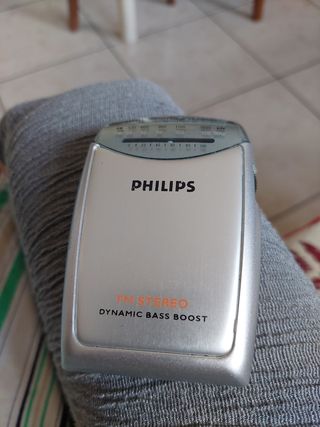 PHILIPS
FM STEREO
DYNAMIC BASS BOOST